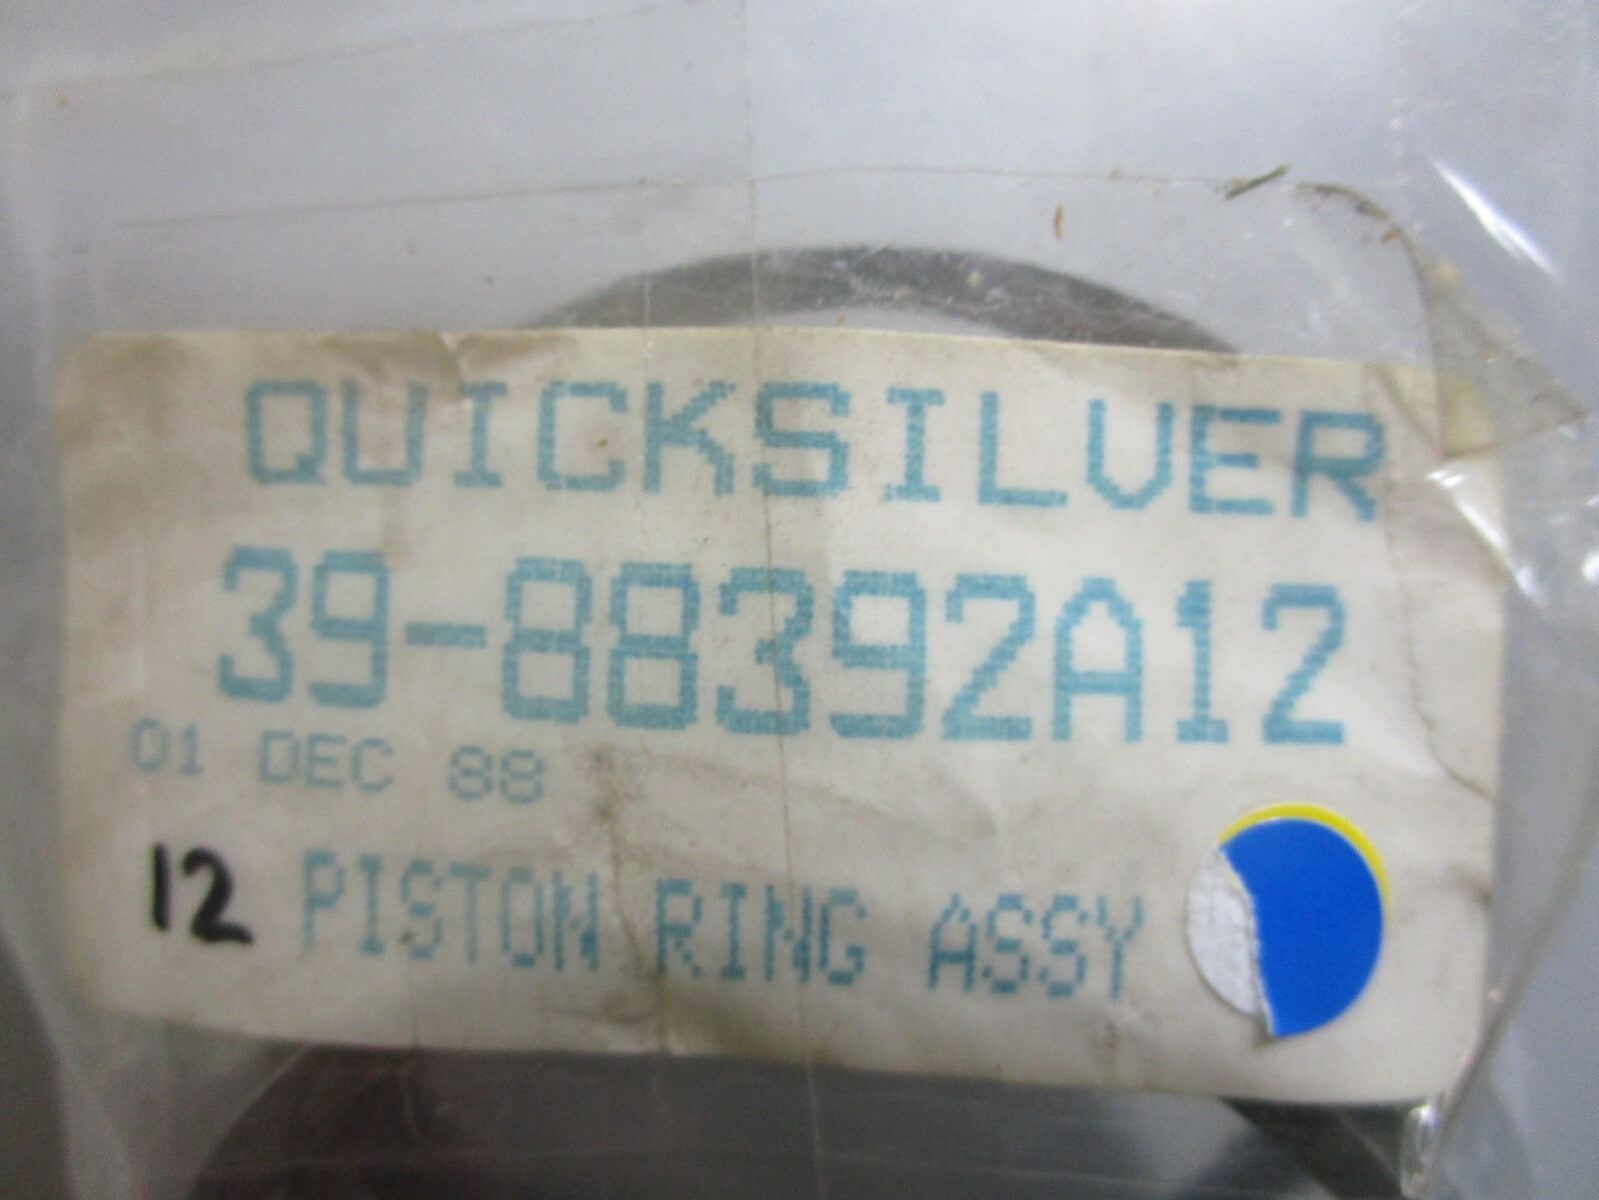 QUICKSILVER
39-88392A12
01 DEC 88
12 PISTON RING ASSY